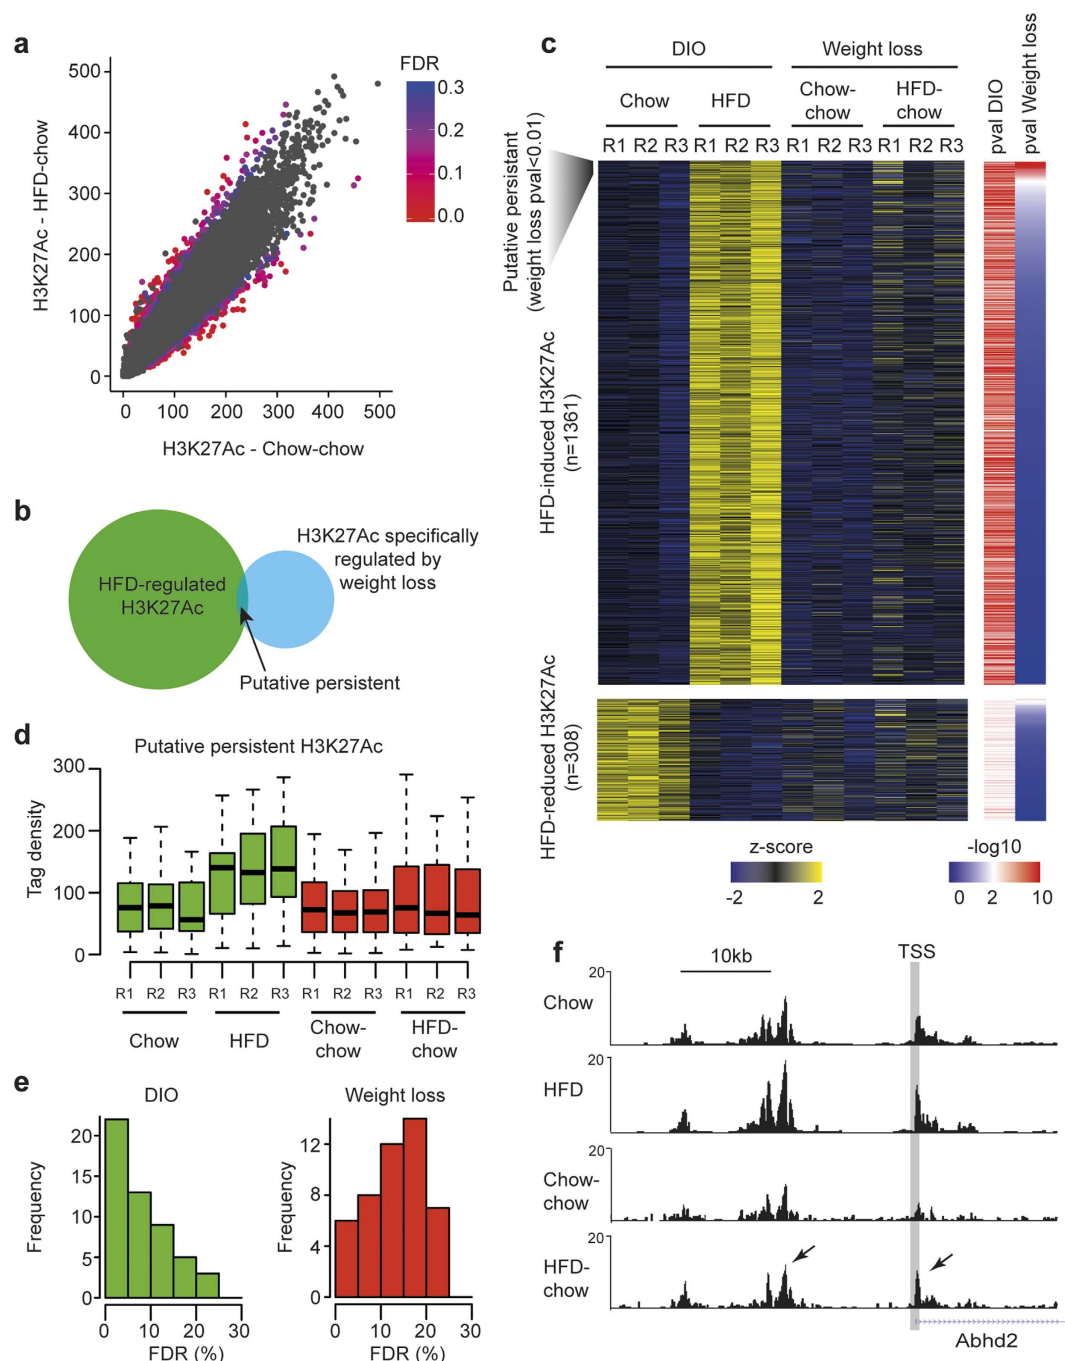 a
500
400
300
200
100
0
H3K27Ac - HFD-chow
0 100 200 300 400 500
H3K27Ac - Chow-chow
FDR
0.3
0.2
0.1
0.0
b
HFD-regulated
H3K27Ac
H3K27Ac specifically
regulated by
weight loss
Putative persistent
c
DIO
Weight loss
Chow
HFD
Chow-
chow
HFD-
chow
R1 R2 R3 R1 R2 R3 R1 R2 R3 R1 R2 R3
pval DIO
pval Weight loss
Putative persistant
(weight loss pval<0.01)
HFD-induced H3K27Ac
(n=1361)
HFD-reduced H3K27Ac
(n=308)
z-score
-2 2
-log10
0 2 10
d
Putative persistent H3K27Ac
Tag density
300
200
100
0
R1 R2 R3 R1 R2 R3 R1 R2 R3 R1 R2 R3
Chow
HFD
Chow-
chow
HFD-
chow
e
DIO
Frequency
20
15
10
5
0
0 10 20 30
FDR (%)
Weight loss
Frequency
12
8
4
0
0 10 20 30
FDR (%)
f
10kb
TSS
20
Chow
20
HFD
20
Chow-
chow
20
HFD-
chow
Abhd2